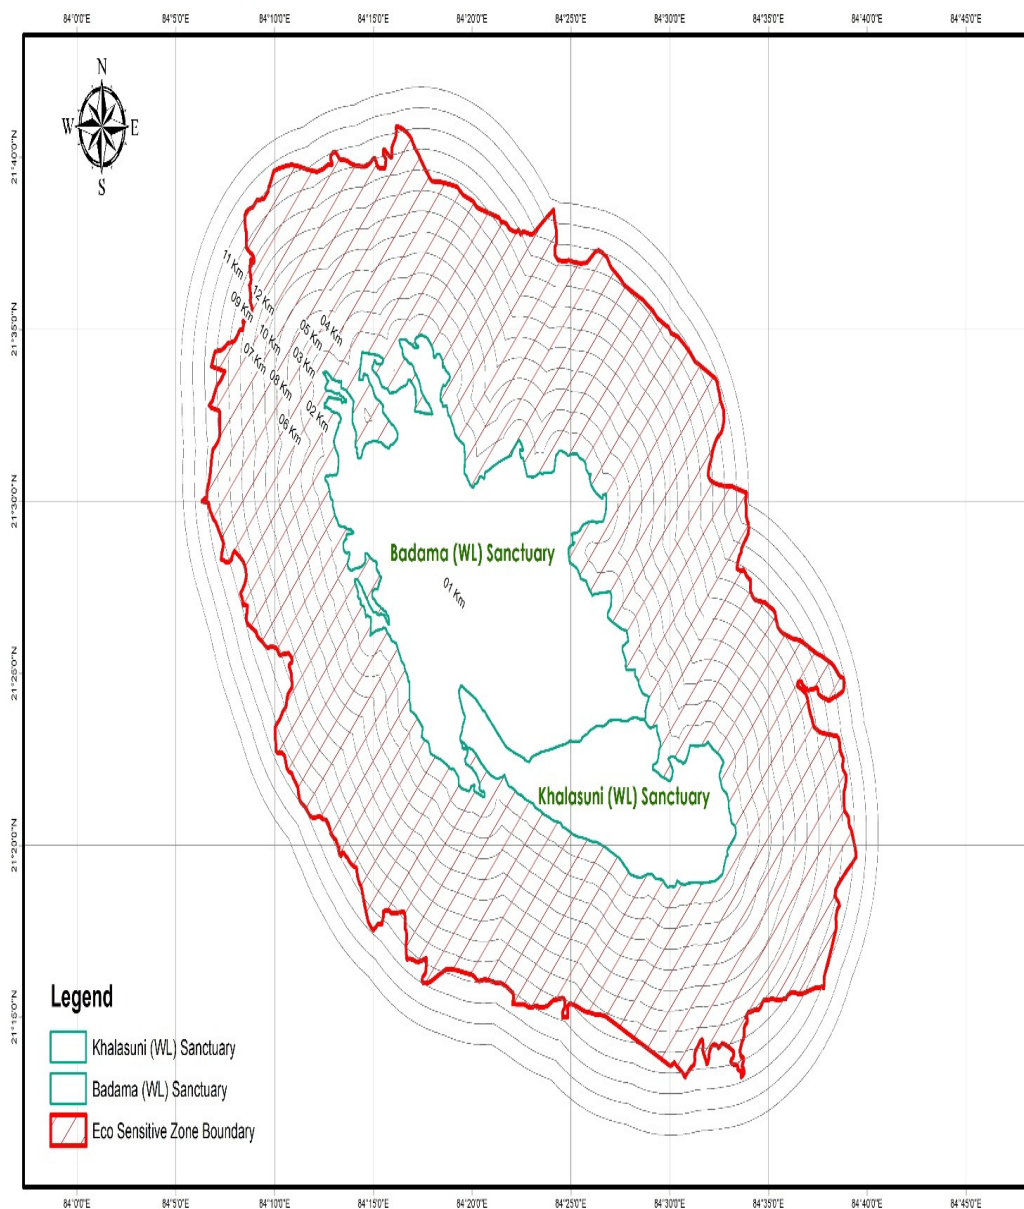 84°0'0"E 84°5'0"E 84°10'0"E 84°15'0"E 84°20'0"E 84°25'0"E 84°30'0"E 84°35'0"E 84°40'0"E 84°45'0"E
N
W E
S
21°40'0"N
11 Km
12 Km
09 Km
04 Km
05 Km
10 Km
21°35'0"N
07 Km
03 Km
08 Km
02 Km
06 Km
21°30'0"N
Badama (WL) Sanctuary
01 Km
21°25'0"N
Khalasuni (WL) Sanctuary
21°20'0"N
Legend
21°15'0"N
Khalasuni (WL) Sanctuary
Badama (WL) Sanctuary
Eco Sensitive Zone Boundary
84°0'0"E 84°5'0"E 84°10'0"E 84°15'0"E 84°20'0"E 84°25'0"E 84°30'0"E 84°35'0"E 84°40'0"E 84°45'0"E